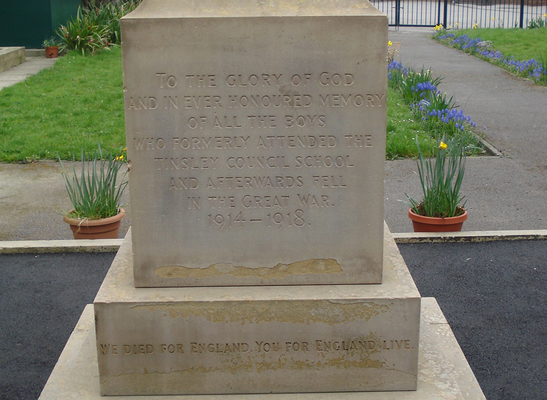 TO THE GLORY OF GOD
AND IN EVER HONOURED MEMORY
OF ALL THE BOYS
WHO FORMERLY ATTENDED THE
TINSLEY COUNCIL SCHOOL
AND AFTERWARDS FELL
IN THE GREAT WAR.
1914–1918.
WE DIED FOR ENGLAND, YOU FOR ENGLAND LIVE.